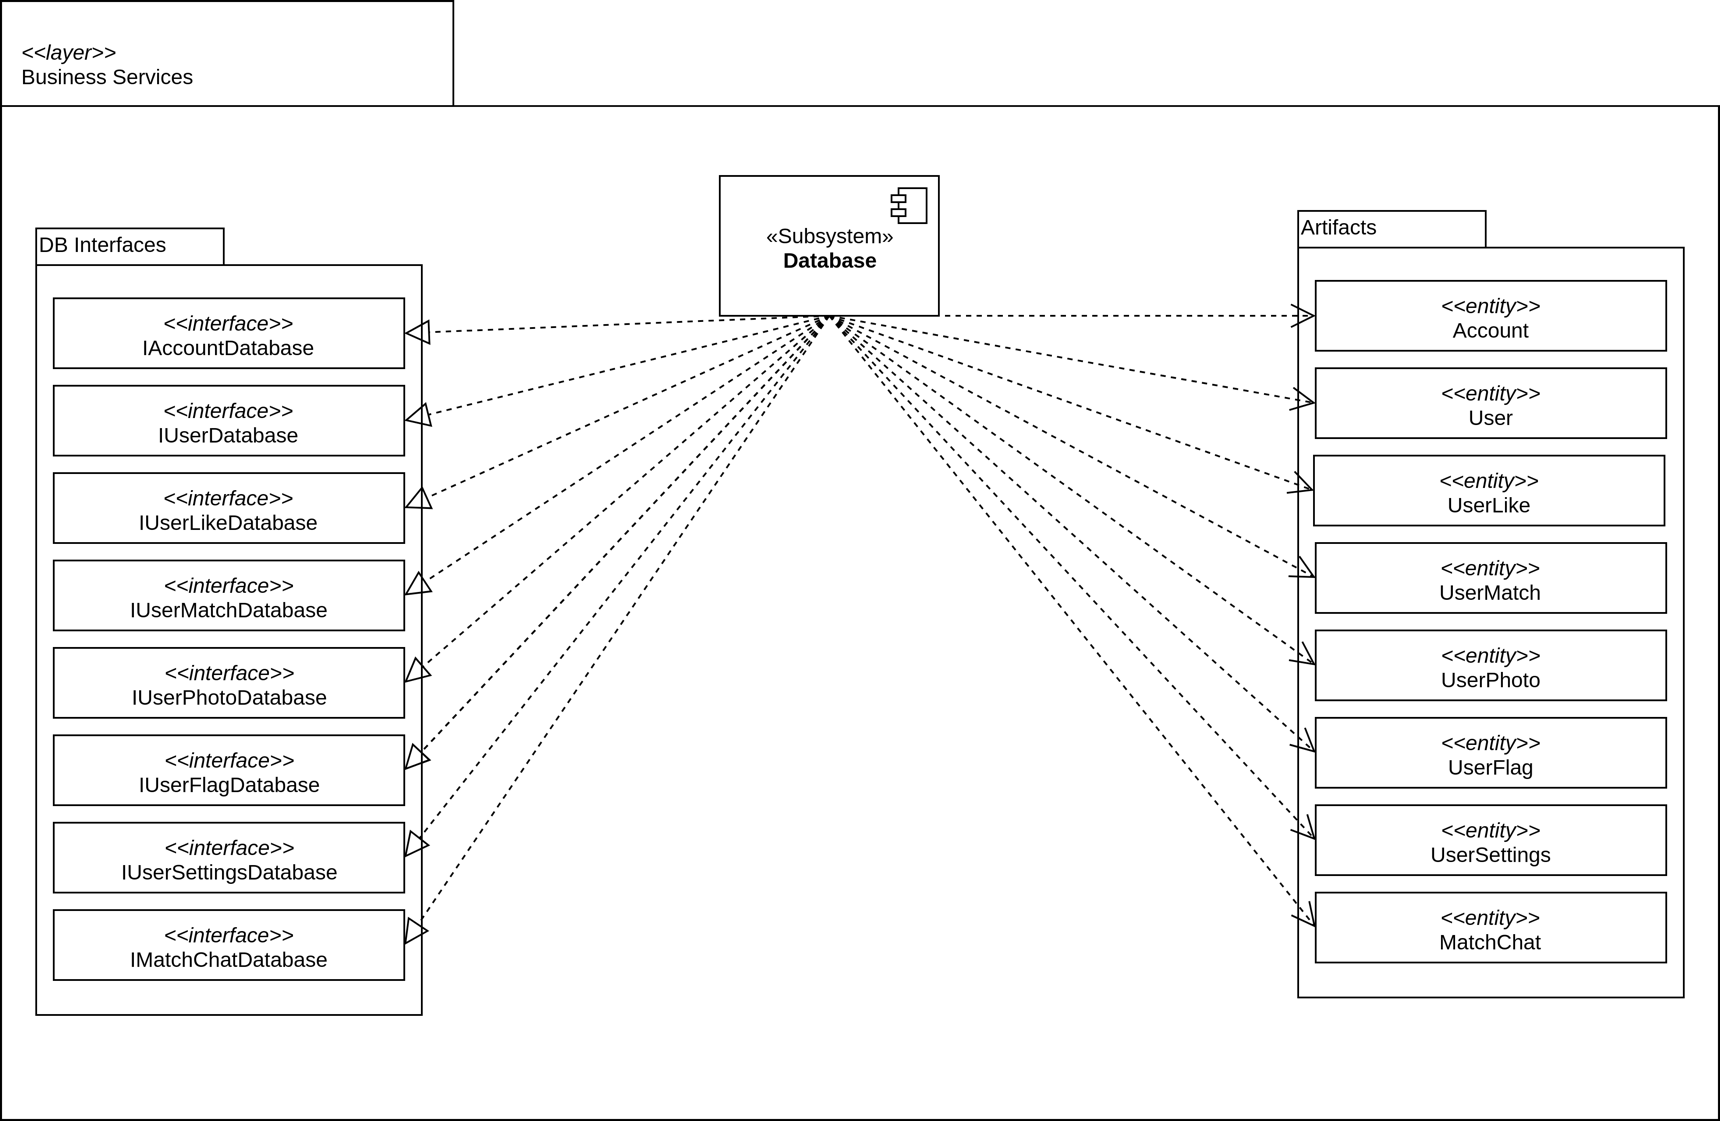 <<layer>>
Business Services
DB Interfaces
<<interface>>
IAccountDatabase
<<interface>>
IUserDatabase
<<interface>>
IUserLikeDatabase
<<interface>>
IUserMatchDatabase
<<interface>>
IUserPhotoDatabase
<<interface>>
IUserFlagDatabase
<<interface>>
IUserSettingsDatabase
<<interface>>
IMatchChatDatabase
«Subsystem»
Database
Artifacts
<<entity>>
Account
<<entity>>
User
<<entity>>
UserLike
<<entity>>
UserMatch
<<entity>>
UserPhoto
<<entity>>
UserFlag
<<entity>>
UserSettings
<<entity>>
MatchChat